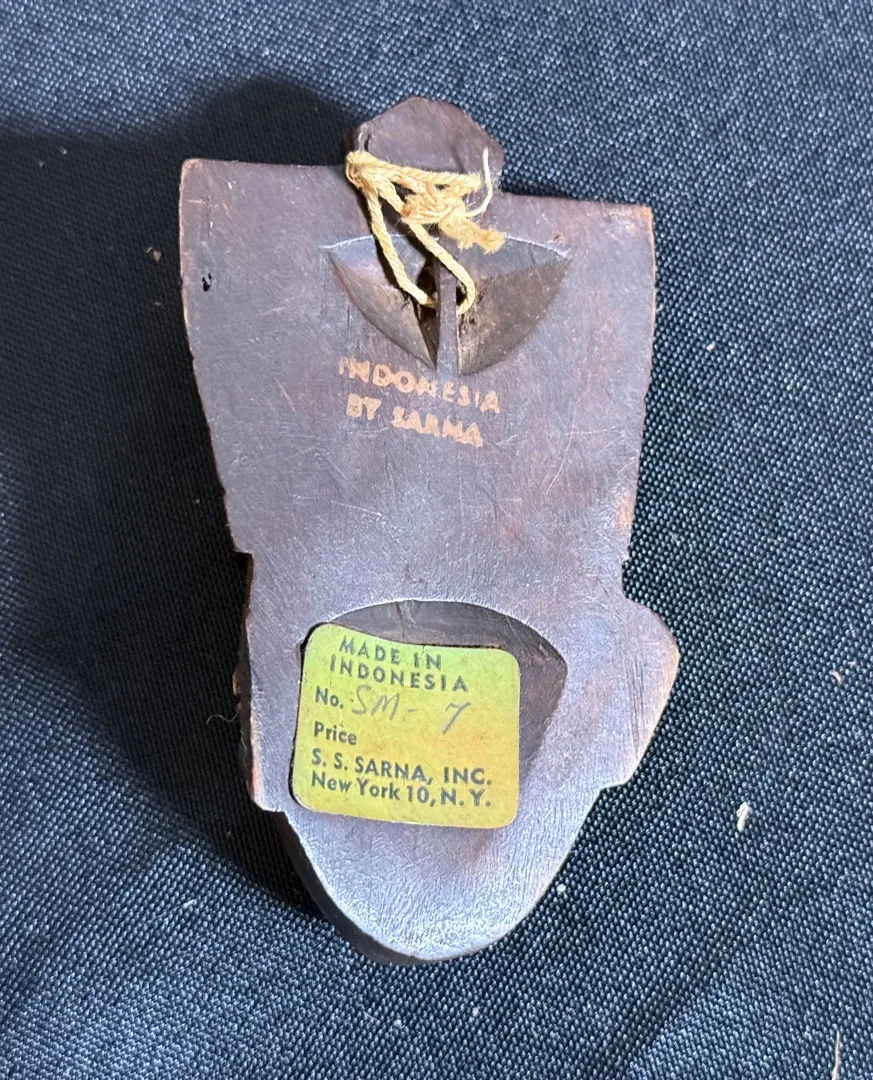 INDONESIA
BY SARNA
MADE IN
INDONESIA
No. SM- 7
Price
S. S. SARNA, INC.
New York 10, N. Y.